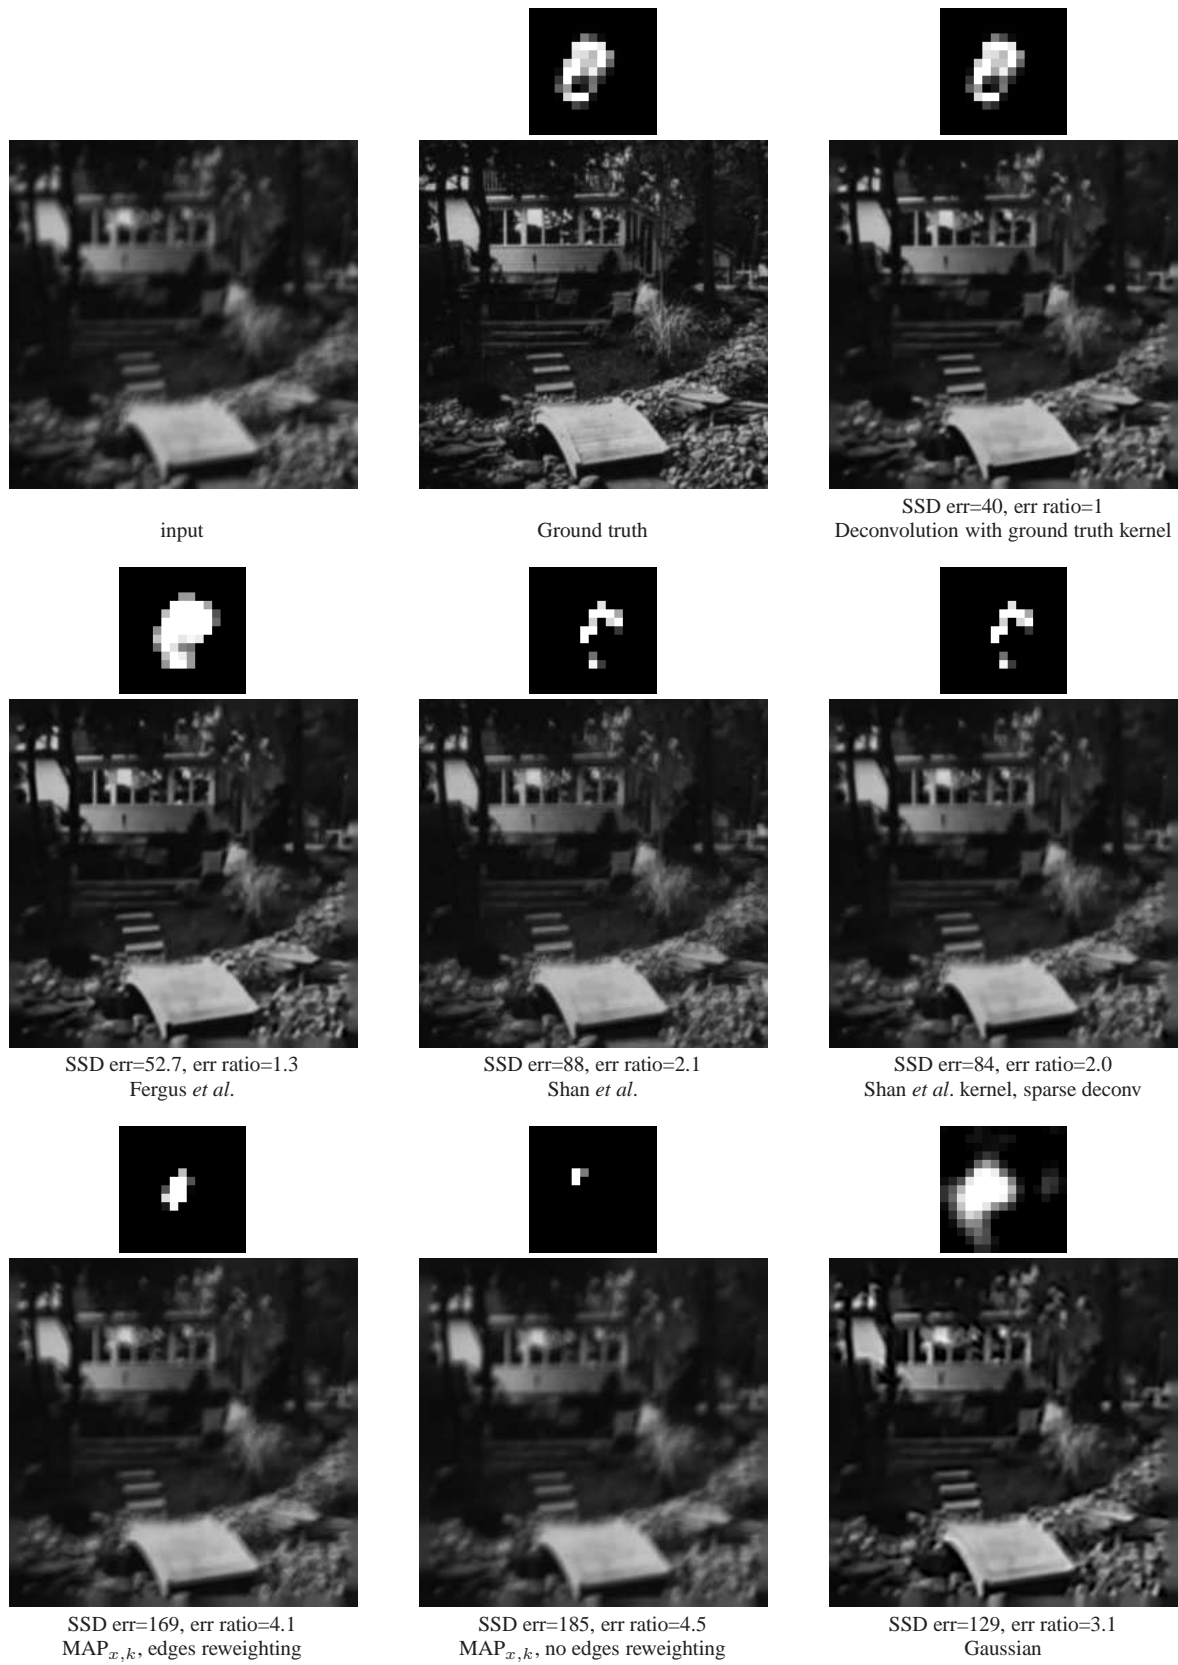 SSD err=40, err ratio=1
input
Ground truth
Deconvolution with ground truth kernel
SSD err=52.7, err ratio=1.3
Fergus et al.
SSD err=88, err ratio=2.1
Shan et al.
SSD err=84, err ratio=2.0
Shan et al. kernel, sparse deconv
SSD err=169, err ratio=4.1
MAPx,k, edges reweighting
SSD err=185, err ratio=4.5
MAPx,k, no edges reweighting
SSD err=129, err ratio=3.1
Gaussian